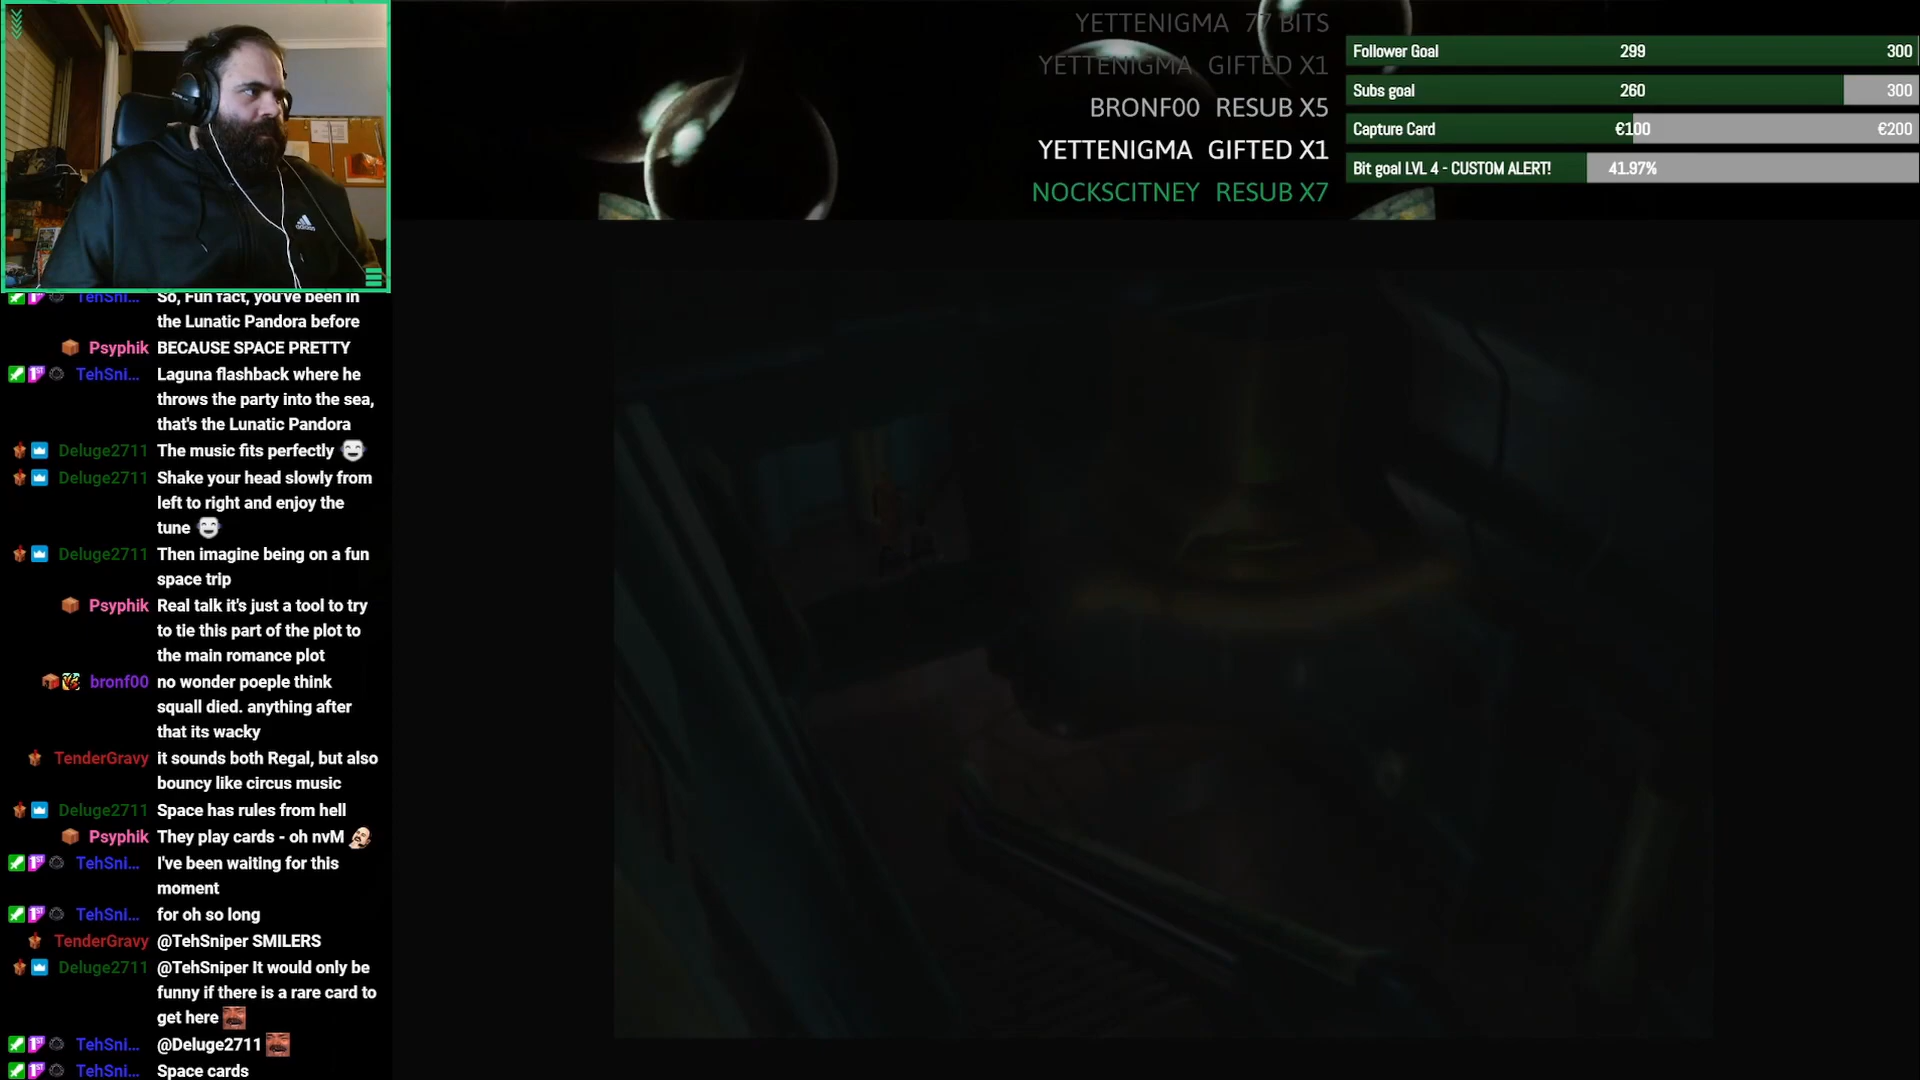 YETTENIGMA 77 BITS
YETTENIGMA GIFTED X1
BRONF00 RESUB X5
YETTENIGMA GIFTED X1
NOCKSCITNEY RESUB X7
Follower Goal 299 300
Subs goal 260 300
Capture Card €100 €200
Bit goal LVL 4 - CUSTOM ALERT! 41.97%
adidas
TehSni... So, Fun fact, you've been in
the Lunatic Pandora before
Psyphik BECAUSE SPACE PRETTY
TehSni... Laguna flashback where he
throws the party into the sea,
that's the Lunatic Pandora
Deluge2711 The music fits perfectly
Deluge2711 Shake your head slowly from
left to right and enjoy the
tune
Deluge2711 Then imagine being on a fun
space trip
Psyphik Real talk it's just a tool to try
to tie this part of the plot to
the main romance plot
bronf00 no wonder poeple think
squall died. anything after
that its wacky
TenderGravy it sounds both Regal, but also
bouncy like circus music
Deluge2711 Space has rules from hell
Psyphik They play cards - oh nvM
TehSni... I've been waiting for this
moment
TehSni... for oh so long
TenderGravy @TehSniper SMILERS
Deluge2711 @TehSniper It would only be
funny if there is a rare card to
get here
TehSni... @Deluge2711
TehSni... Space cards